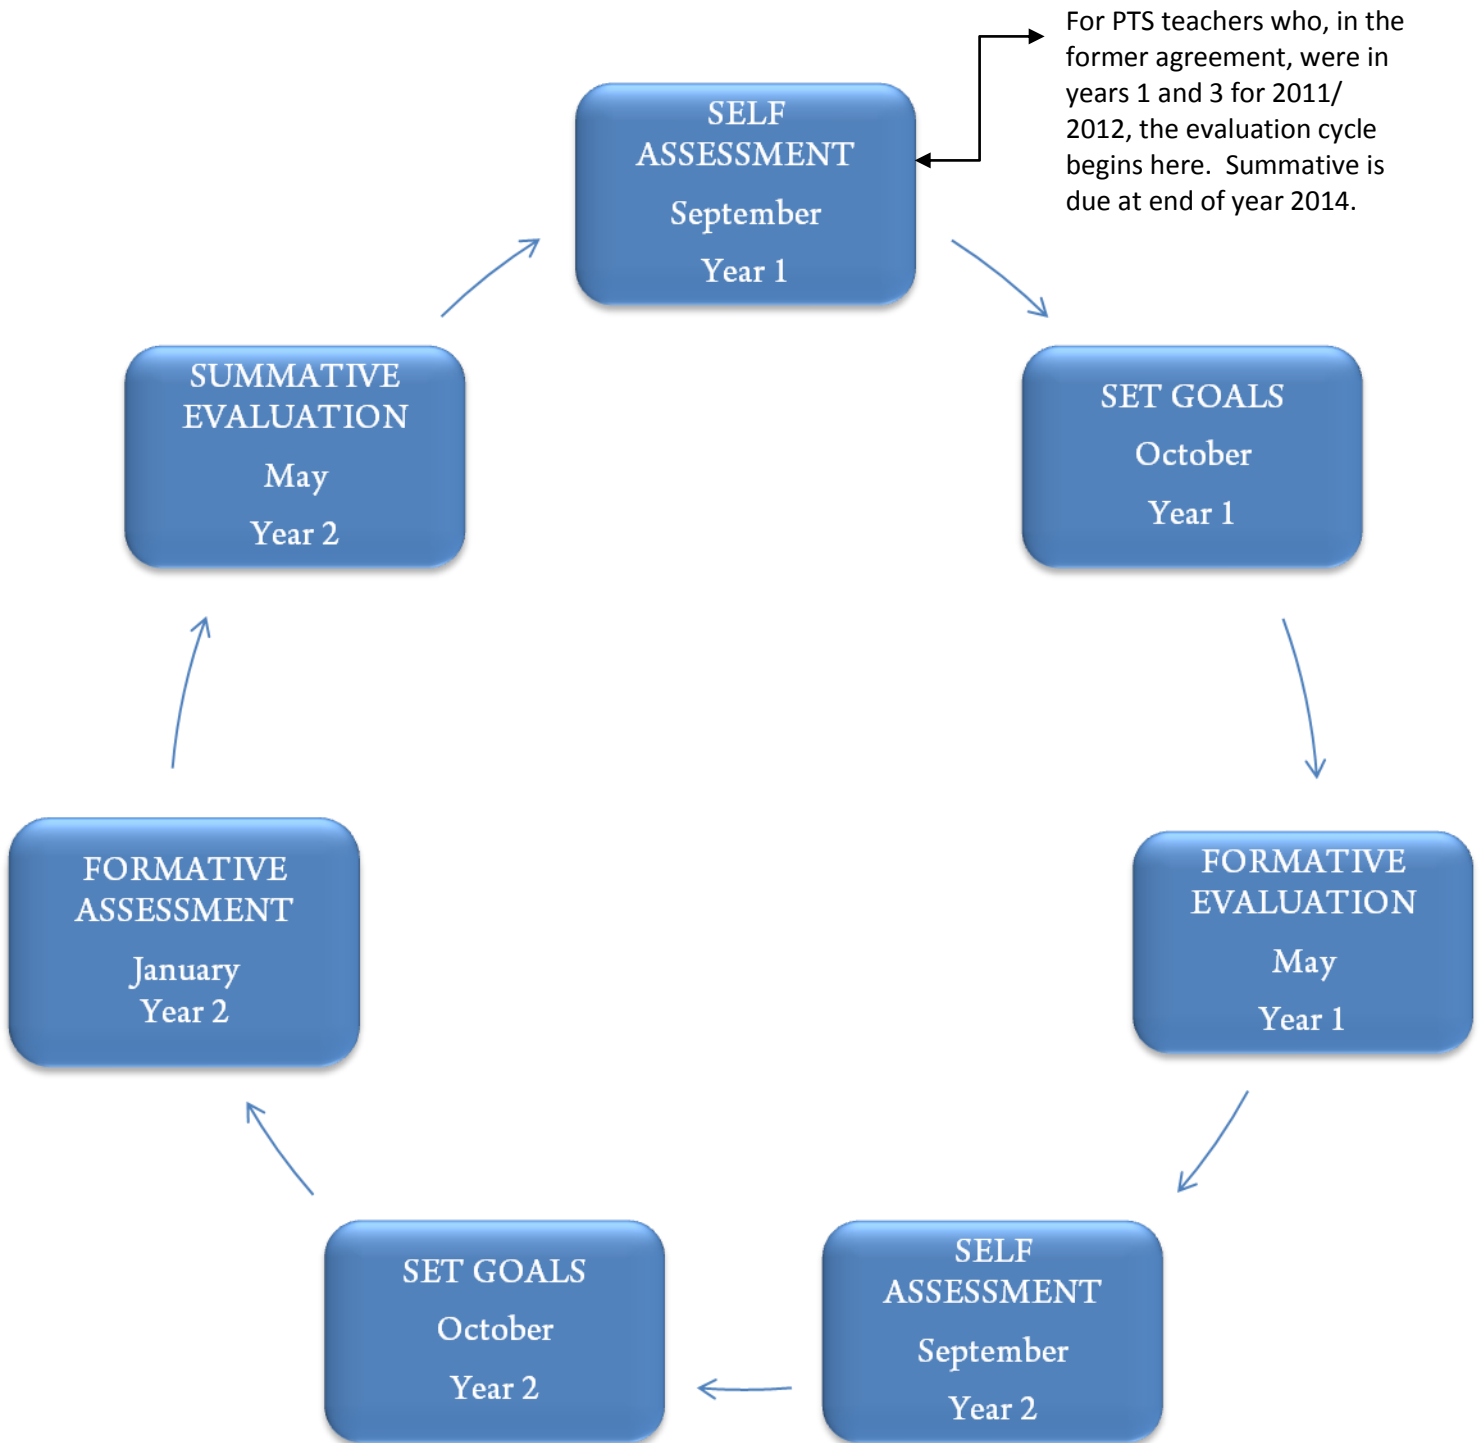 For PTS teachers who, in the
former agreement, were in
years 1 and 3 for 2011/
2012, the evaluation cycle
begins here.  Summative is
due at end of year 2014.
SELF
ASSESSMENT
September
Year 1
SET GOALS
October
Year 1
FORMATIVE
EVALUATION
May
Year 1
SELF
ASSESSMENT
September
Year 2
SET GOALS
October
Year 2
FORMATIVE
ASSESSMENT
January
Year 2
SUMMATIVE
EVALUATION
May
Year 2